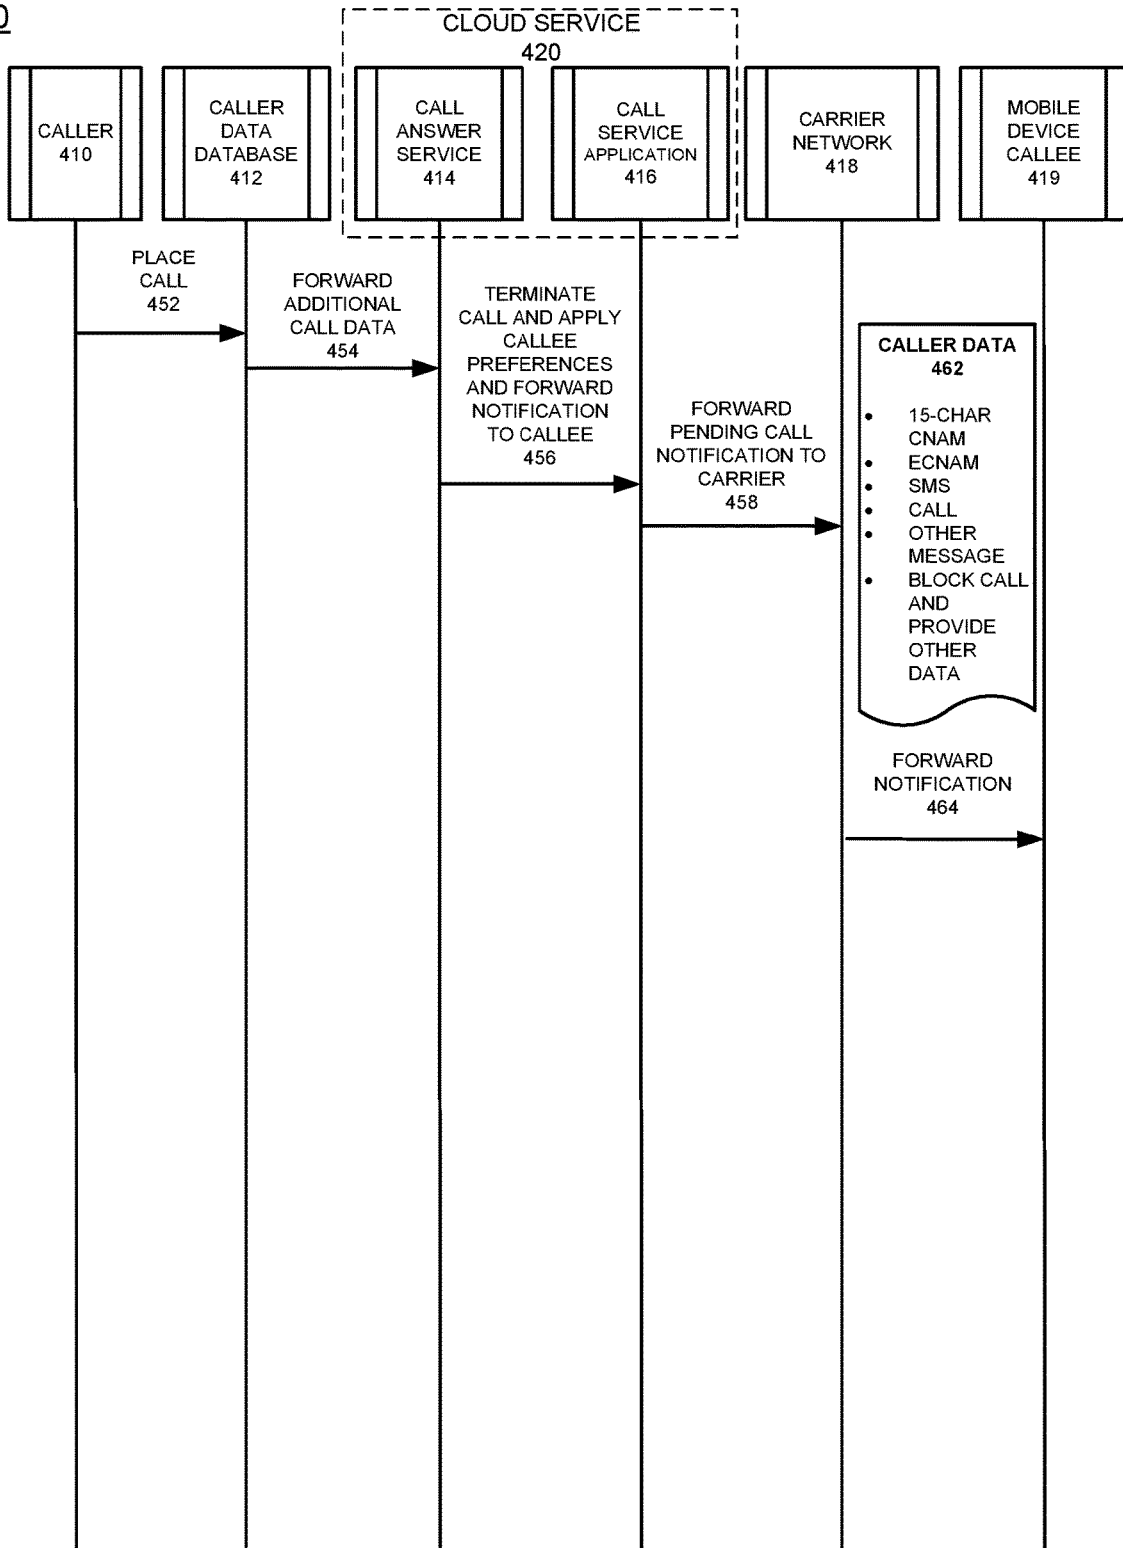 0
CLOUD SERVICE
420
CALLER
410
CALLER
DATA
DATABASE
412
CALL
ANSWER
SERVICE
414
CALL
SERVICE
APPLICATION
416
CARRIER
NETWORK
418
MOBILE
DEVICE
CALLEE
419
PLACE
CALL
452
FORWARD
ADDITIONAL
CALL DATA
454
TERMINATE
CALL AND APPLY
CALLEE
PREFERENCES
AND FORWARD
NOTIFICATION
TO CALLEE
456
FORWARD
PENDING CALL
NOTIFICATION TO
CARRIER
458
CALLER DATA
462
• 15-CHAR
CNAM
• ECNAM
• SMS
• CALL
• OTHER
MESSAGE
• BLOCK CALL
AND
PROVIDE
OTHER
DATA
FORWARD
NOTIFICATION
464